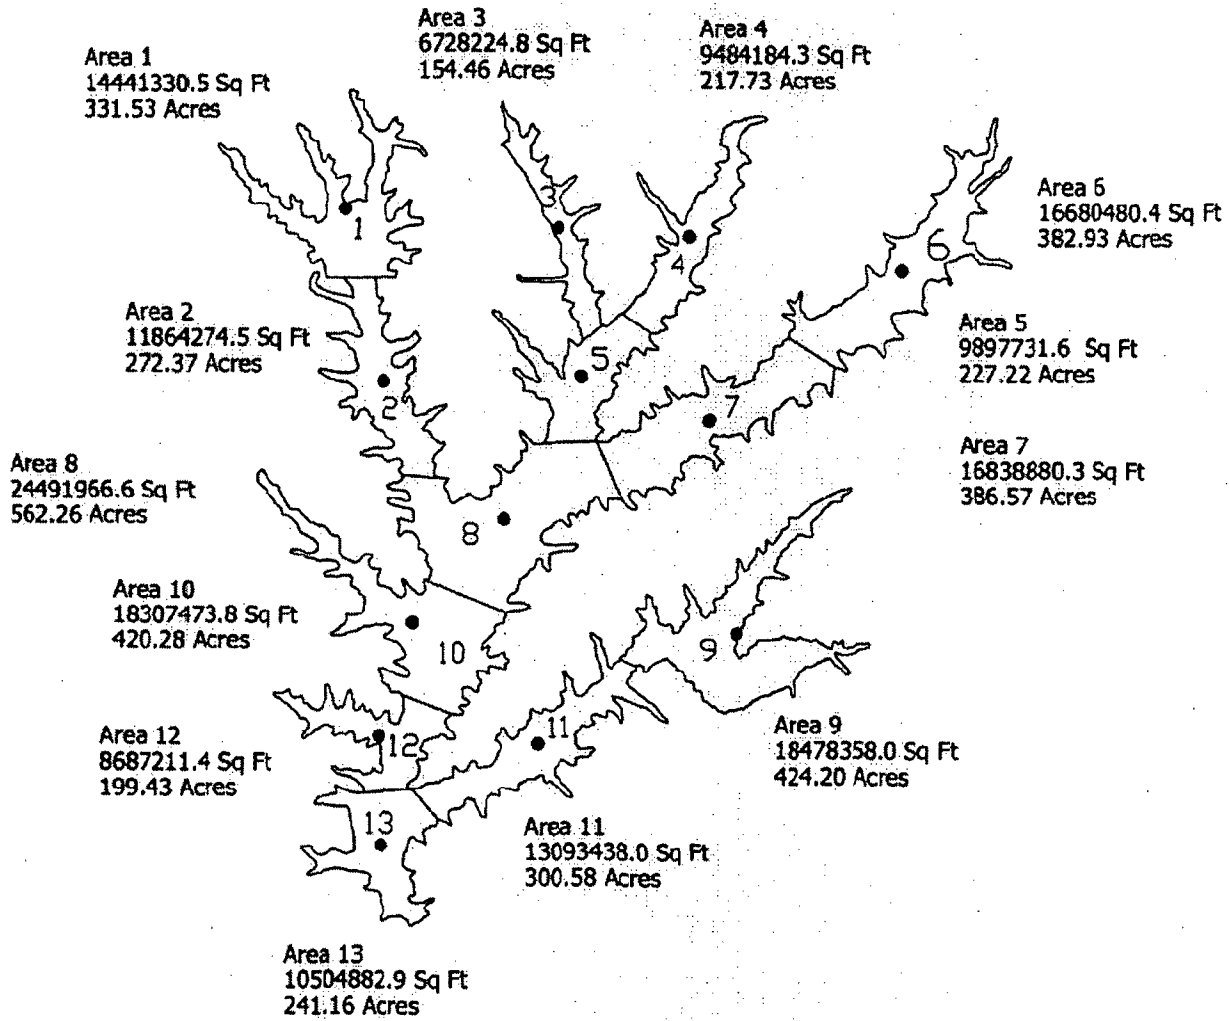 Area 3
6728224.8 Sq Ft
154.46 Acres
Area 4
9484184.3 Sq Ft
217.73 Acres
Area 1
14441330.5 Sq Ft
331.53 Acres
Area 6
16680480.4 Sq Ft
382.93 Acres
Area 2
11864274.5 Sq Ft
272.37 Acres
Area 5
9897731.6 Sq Ft
227.22 Acres
Area 7
16838880.3 Sq Ft
386.57 Acres
Area 8
24491966.6 Sq Ft
562.26 Acres
Area 10
18307473.8 Sq Ft
420.28 Acres
Area 12
8687211.4 Sq Ft
199.43 Acres
Area 9
18478358.0 Sq Ft
424.20 Acres
Area 11
13093438.0 Sq Ft
300.58 Acres
Area 13
10504882.9 Sq Ft
241.16 Acres
1
2
3
4
5
6
7
8
9
10
11
12
13